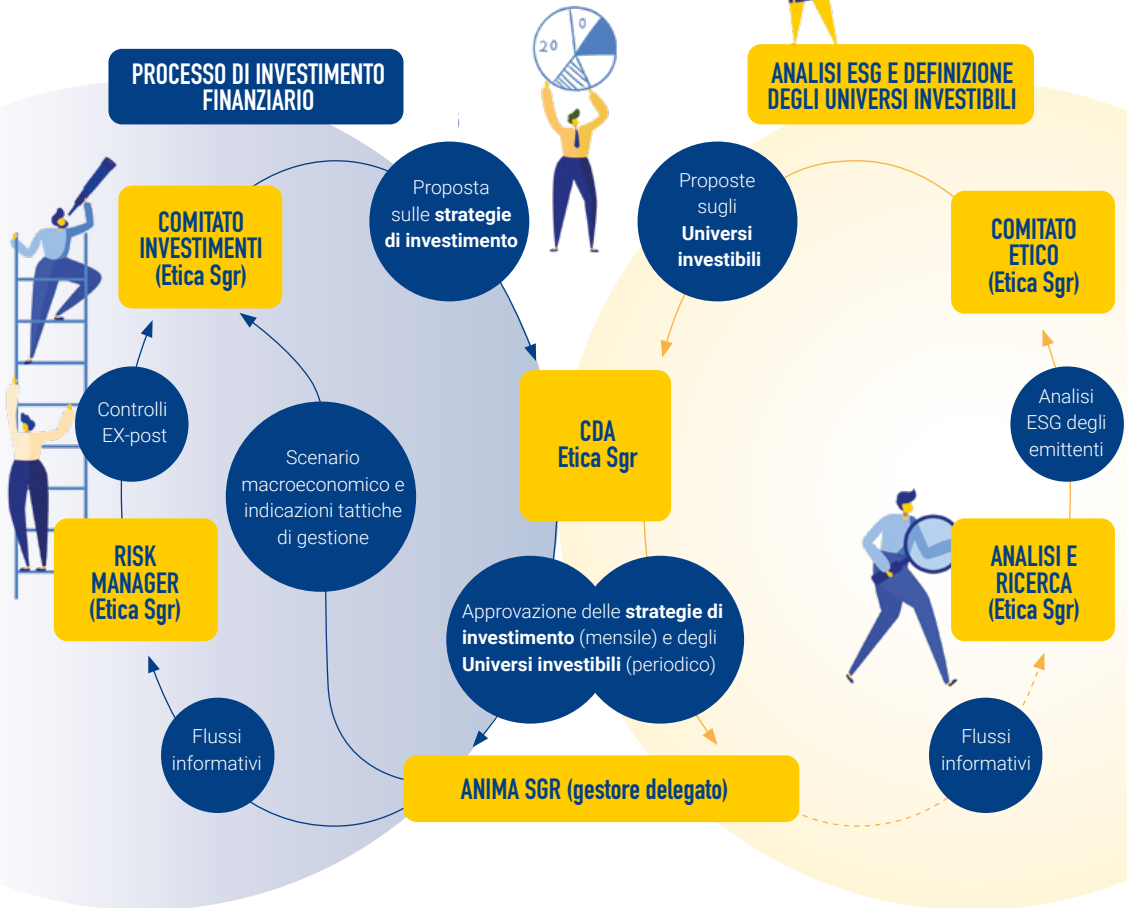 20
0
PROCESSO DI INVESTIMENTO
FINANZIARIO
ANALISI ESG E DEFINIZIONE
DEGLI UNIVERSI INVESTIBILI
COMITATO
INVESTIMENTI
(Etica Sgr)
Proposta
sulle strategie
di investimento
Proposte
sugli
Universi
investibili
COMITATO
ETICO
(Etica Sgr)
Controlli
EX-post
Scenario
macroeconomico e
indicazioni tattiche
di gestione
CDA
Etica Sgr
Analisi
ESG degli
emittenti
RISK
MANAGER
(Etica Sgr)
Approvazione delle strategie di
investimento (mensile) e degli
Universi investibili (periodico)
ANALISI E
RICERCA
(Etica Sgr)
Flussi
informativi
ANIMA SGR (gestore delegato)
Flussi
informativi